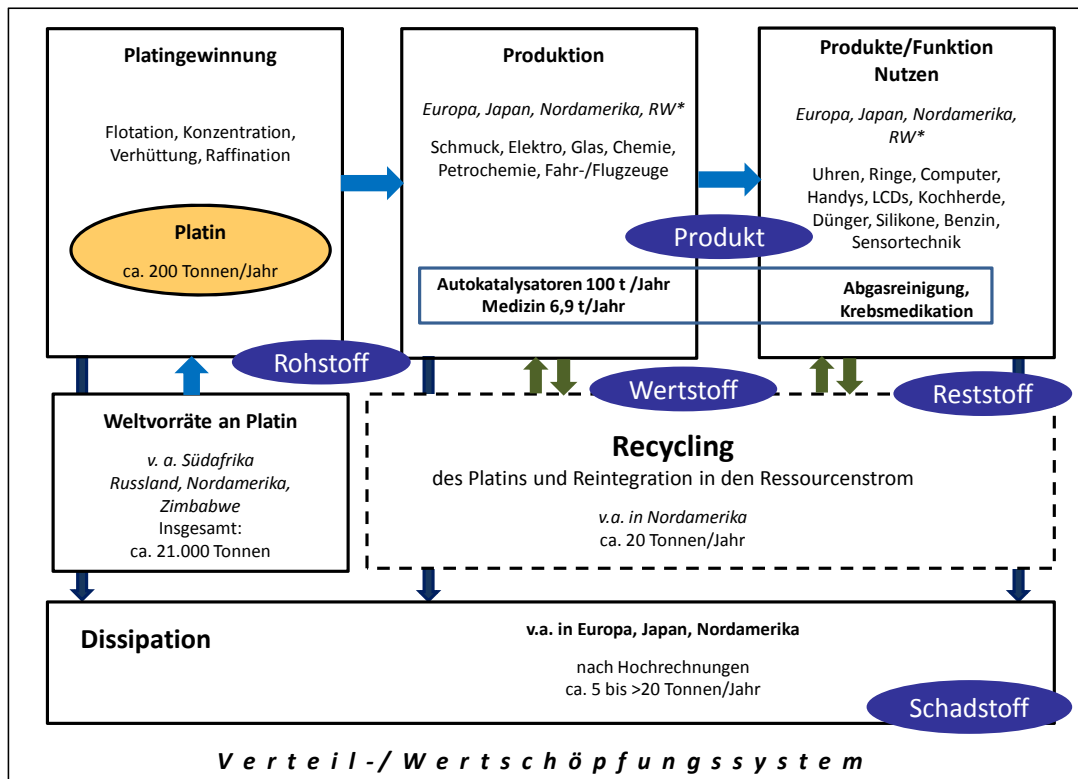 Platingewinnung
Flotation, Konzentration,
Verhüttung, Raffination
Platin
ca. 200 Tonnen/Jahr
Rohstoff
Produktion
Europa, Japan, Nordamerika, RW*
Schmuck, Elektro, Glas, Chemie,
Petrochemie, Fahr-/Flugzeuge
Produkt
Autokatalysatoren 100 t /Jahr
Medizin 6,9 t/Jahr
Produkte/Funktion
Nutzen
Europa, Japan, Nordamerika,
RW*
Uhren, Ringe, Computer,
Handys, LCDs, Kochherde,
Dünger, Silikone, Benzin,
Sensortechnik
Abgasreinigung,
Krebsmedikation
Wertstoff
Reststoff
Weltvorräte an Platin
v. a. Südafrika
Russland, Nordamerika,
Zimbabwe
Insgesamt:
ca. 21.000 Tonnen
Recycling
des Platins und Reintegration in den Ressourcenstrom
v.a. in Nordamerika
ca. 20 Tonnen/Jahr
Dissipation
v.a. in Europa, Japan, Nordamerika
nach Hochrechnungen
ca. 5 bis >20 Tonnen/Jahr
Schadstoff
Verteil-/Wertschöpfungssystem